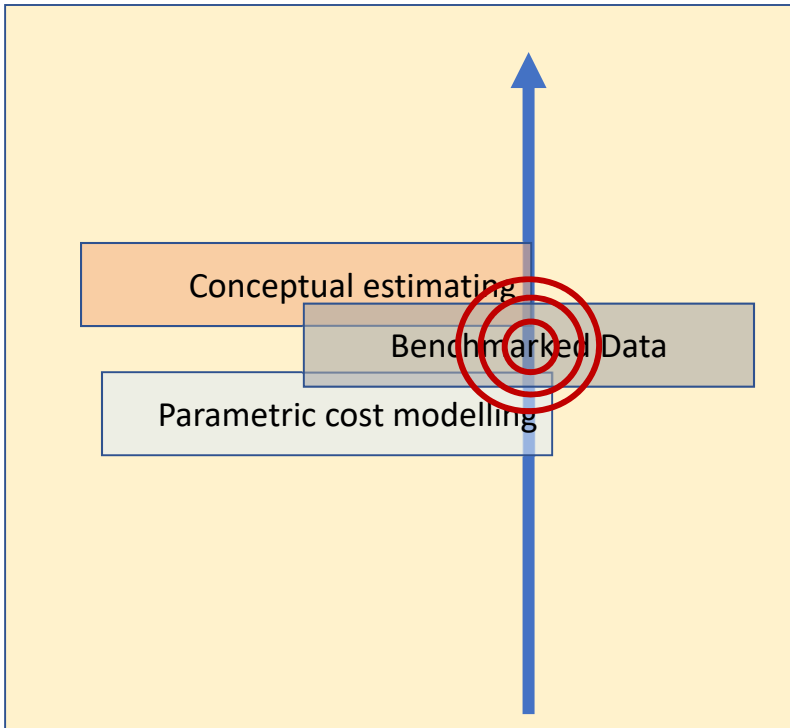 Conceptual estimating
Benchmarked Data
Parametric cost modelling